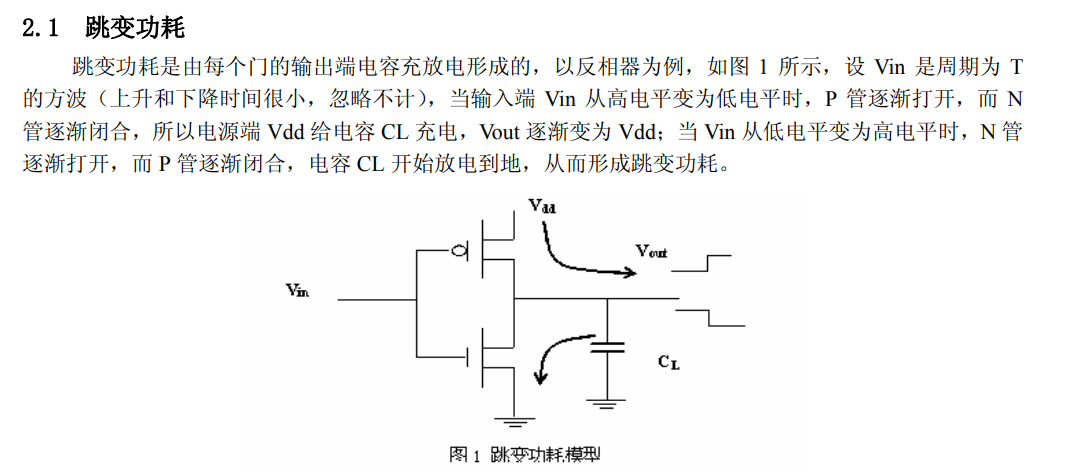 2.1 跳变功耗
跳变功耗是由每个门的输出端电容充放电形成的，以反相器为例，如图 1 所示，设 Vin 是周期为 T
的方波（上升和下降时间很小，忽略不计），当输入端 Vin 从高电平变为低电平时，P 管逐渐打开，而 N
管逐渐闭合，所以电源端 Vdd 给电容 CL 充电，Vout 逐渐变为 Vdd；当 Vin 从低电平变为高电平时，N 管
逐渐打开，而 P 管逐渐闭合，电容 CL 开始放电到地，从而形成跳变功耗。
Vdd
Vout
Vin
CL
图 1 跳变功耗模型